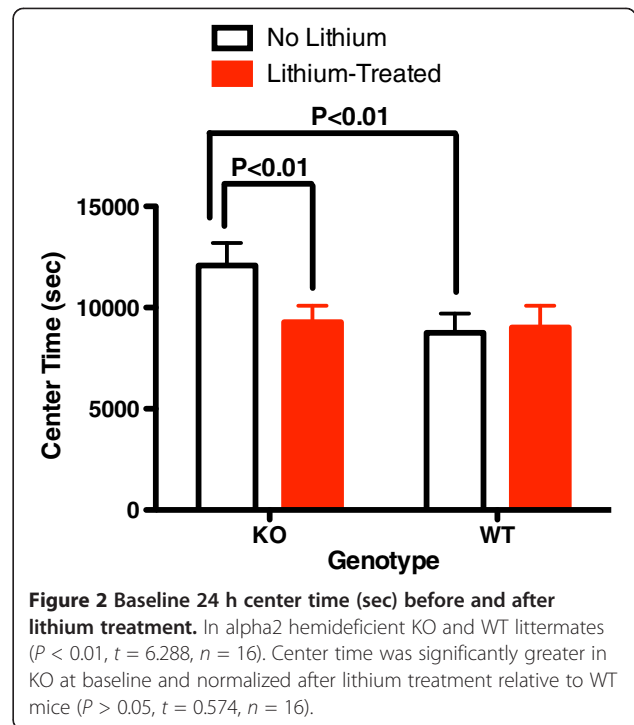 No Lithium
Lithium-Treated
P<0.01
P<0.01
15000
10000
5000
0
Center Time (sec)
KO
WT
Genotype
Figure 2 Baseline 24 h center time (sec) before and after
lithium treatment. In alpha2 hemideficient KO and WT littermates
(P < 0.01, t = 6.288, n = 16). Center time was significantly greater in
KO at baseline and normalized after lithium treatment relative to WT
mice (P > 0.05, t = 0.574, n = 16).